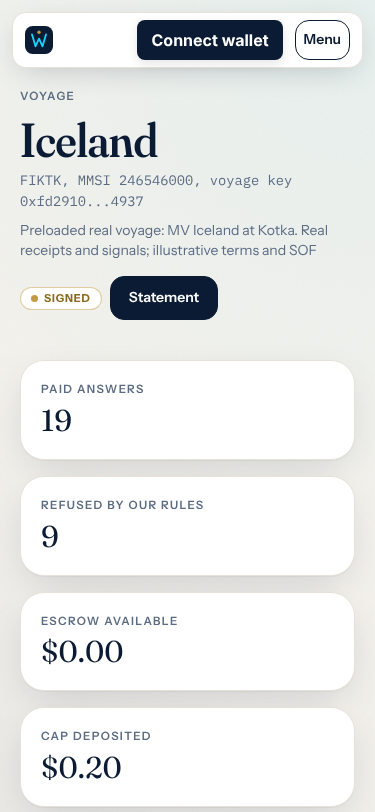 Connect wallet
Menu
VOYAGE
Iceland
FIKTK, MMSI 246546000, voyage key
0xfd2910...4937
Preloaded real voyage: MV Iceland at Kotka. Real
receipts and signals; illustrative terms and SOF
SIGNED
Statement
PAID ANSWERS
19
REFUSED BY OUR RULES
9
ESCROW AVAILABLE
$0.00
CAP DEPOSITED
$0.20